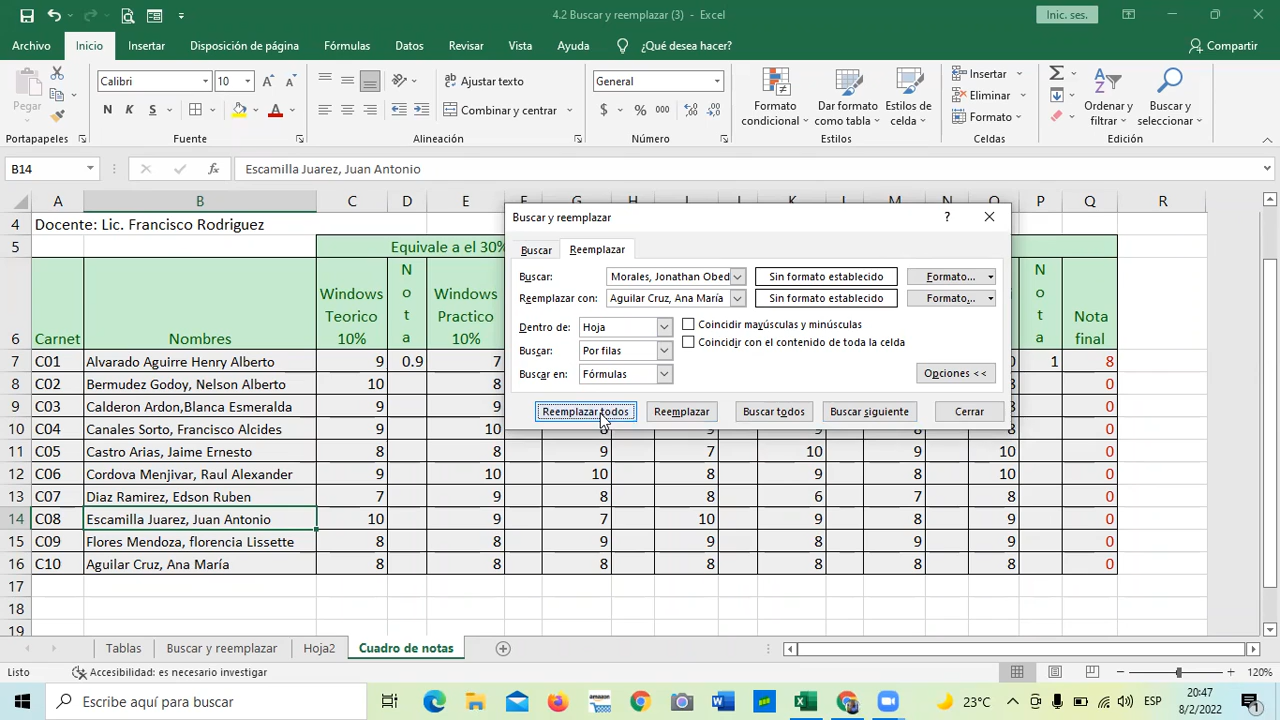 4.2 Buscar y reemplazar (3) - Excel
Inic. ses.
Archivo Inicio Insertar Disposición de página Fórmulas Datos Revisar Vista Ayuda ¿Qué desea hacer? Compartir
Pegar
Calibri 10
N K S
Ajustar texto
Combinar y centrar
General
$ % 000
Formato condicional
Dar formato como tabla
Estilos de celda
Insertar
Eliminar
Formato
Ordenar y filtrar
Buscar y seleccionar
Portapapeles Fuente Alineación Número Estilos Celdas Edición
B14 fx Escamilla Juarez, Juan Antonio
A B C D E R
4 Docente: Lic. Francisco Rodriguez
5 Equivale a el 30%
6 Carnet Nombres Windows Teorico 10% Nota Windows Practico 10% Nota Nota final
7 C01 Alvarado Aguirre Henry Alberto 9 0.9 7 1 8
8 C02 Bermudez Godoy, Nelson Alberto 10 8 0
9 C03 Calderon Ardon,Blanca Esmeralda 9 9 0
10 C04 Canales Sorto, Francisco Alcides 9 10 0
11 C05 Castro Arias, Jaime Ernesto 8 8 9 7 10 9 10 0
12 C06 Cordova Menjivar, Raul Alexander 9 10 10 8 9 8 10 0
13 C07 Diaz Ramirez, Edson Ruben 7 9 8 8 6 7 8 0
14 C08 Escamilla Juarez, Juan Antonio 10 9 7 10 9 8 9 0
15 C09 Flores Mendoza, florencia Lissette 8 8 9 9 8 9 8 0
16 C10 Aguilar Cruz, Ana María 8 8 8 8 8 8 8 0
17
18
19
Buscar y reemplazar ?
Buscar Reemplazar
Buscar: Morales, Jonathan Obed Sin formato establecido Formato...
Reemplazar con: Aguilar Cruz, Ana María Sin formato establecido Formato...
Dentro de: Hoja Coincidir mayúsculas y minúsculas
Buscar: Por filas Coincidir con el contenido de toda la celda
Buscar en: Fórmulas Opciones <<
Reemplazar todos Reemplazar Buscar todos Buscar siguiente Cerrar
Tablas Buscar y reemplazar Hoja2 Cuadro de notas
Listo Accesibilidad: es necesario investigar 120%
Escribe aquí para buscar
amazon
23°C
ESP
20:47
8/2/2022